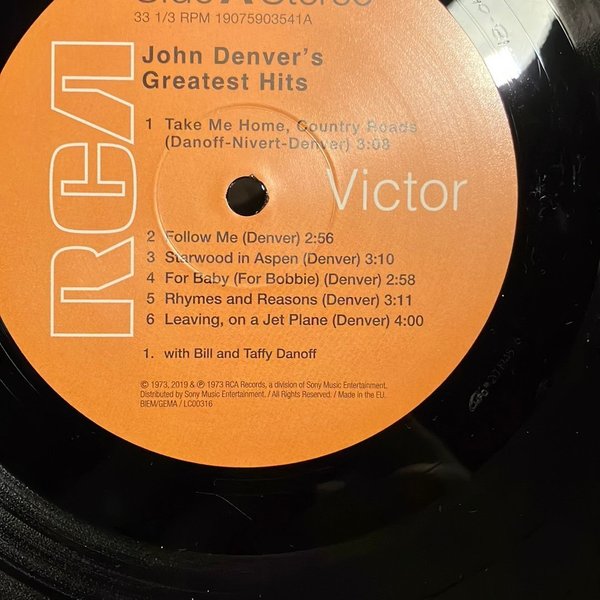 Side A Stereo
33 1/3 RPM 19075903541A
John Denver's
Greatest Hits
1 Take Me Home, Country Roads
(Danoff-Nivert-Denver) 3:08
RCA
Victor
2 Follow Me (Denver) 2:56
3 Starwood in Aspen (Denver) 3:10
4 For Baby (For Bobbie) (Denver) 2:58
5 Rhymes and Reasons (Denver) 3:11
6 Leaving, on a Jet Plane (Denver) 4:00
1. with Bill and Taffy Danoff
© 1973, 2019 & ℗ 1973 RCA Records, a division of Sony Music Entertainment.
Distributed by Sony Music Entertainment. / All Rights Reserved. / Made in the EU.
BIEM/GEMA / LC00316